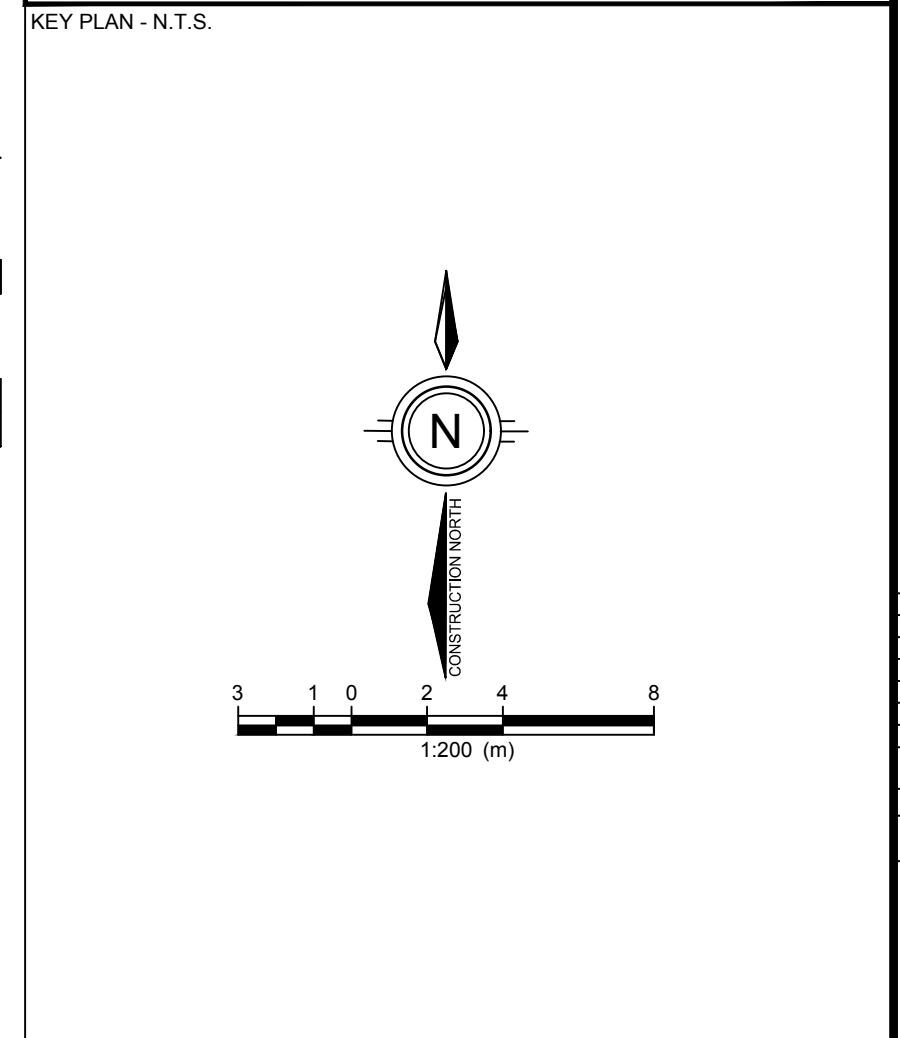 KEY PLAN - N.T.S.
N
CONSTRUCTION NORTH
3 1 0 2 4 8
1:200 (m)